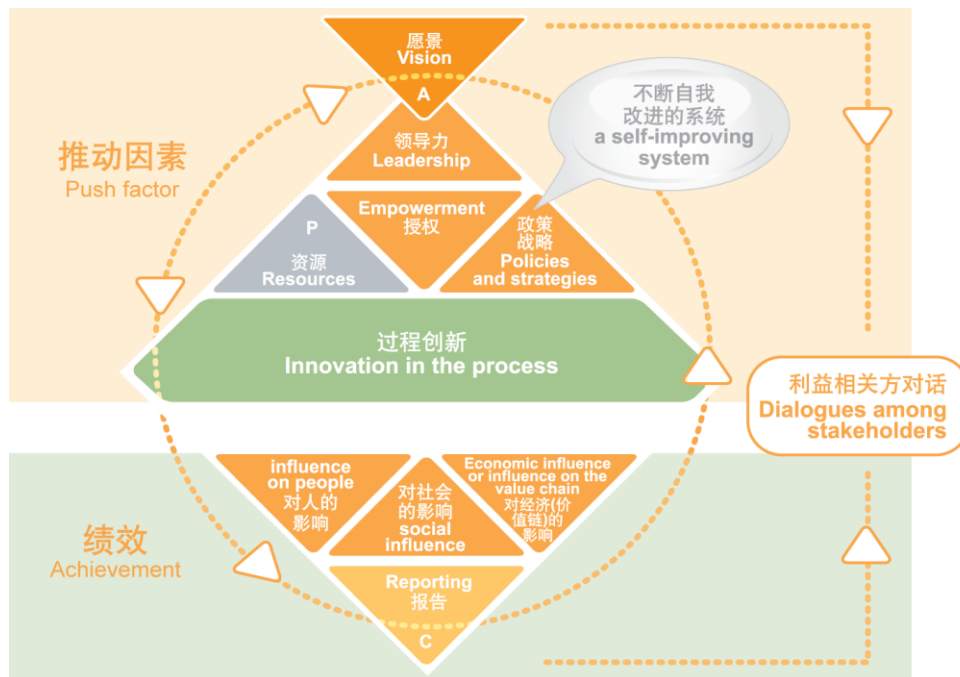 愿景
Vision
A
不断自我
改进的系统
a self-improving
system
推动因素
Push factor
领导力
Leadership
P
资源
Resources
Empowerment
授权
政策
战略
Policies
and strategies
过程创新
Innovation in the process
利益相关方对话
Dialogues among
stakeholders
influence
on people
对人的
影响
对社会
的影响
social
influence
Economic influence
or influence on the
value chain
对经济(价
值链)的
影响
绩效
Achievement
Reporting
报告
C